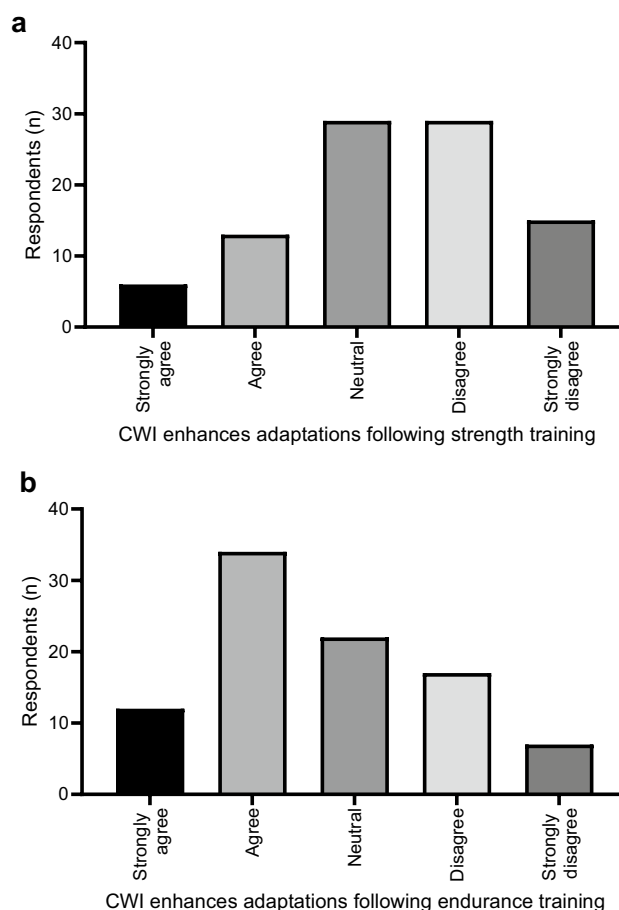 a
40
30
20
10
0
Respondents (n)
Strongly
agree
Agree
Neutral
Disagree
Strongly
disagree
CWI enhances adaptations following strength training
b
40
30
20
10
0
Respondents (n)
Strongly
agree
Agree
Neutral
Disagree
Strongly
disagree
CWI enhances adaptations following endurance training